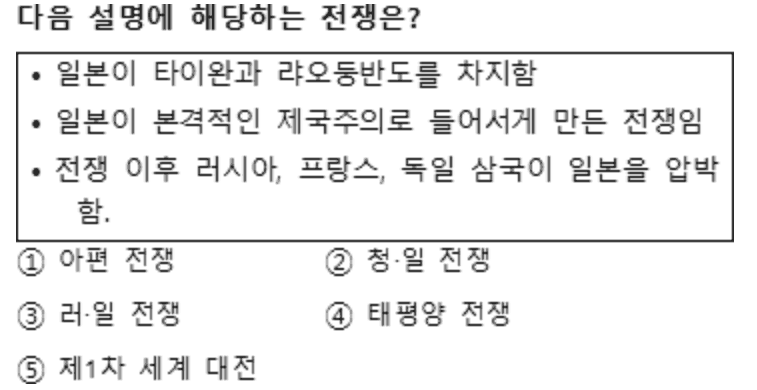 다음 설명에 해당하는 전쟁은?
• 일본이 타이완과 랴오둥반도를 차지함
• 일본이 본격적인 제국주의로 들어서게 만든 전쟁임
• 전쟁 이후 러시아, 프랑스, 독일 삼국이 일본을 압박
함.
① 아편 전쟁 ② 청·일 전쟁
③ 러·일 전쟁 ④ 태평양 전쟁
⑤ 제1차 세계 대전